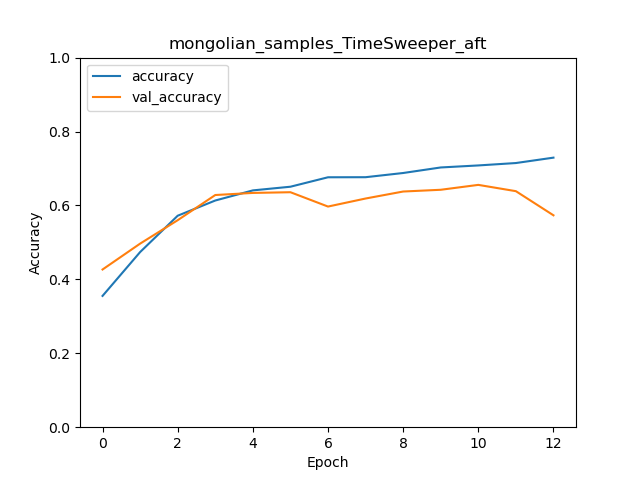 mongolian_samples_TimeSweeper_aft
accuracy
val_accuracy
1.0
0.8
0.6
0.4
0.2
0.0
Accuracy
0 2 4 6 8 10 12
Epoch